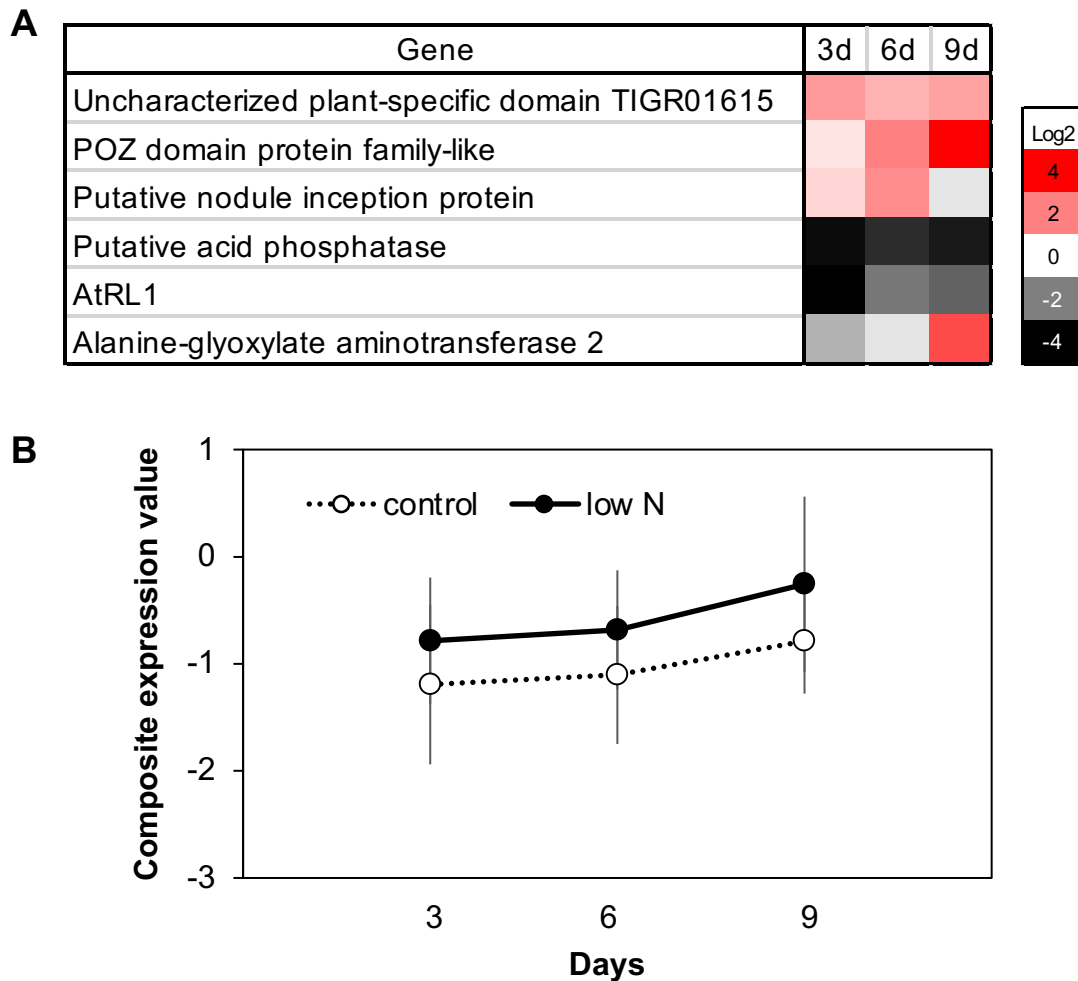 A
Gene 3d 6d 9d
Uncharacterized plant-specific domain TIGR01615
POZ domain protein family-like
Putative nodule inception protein
Putative acid phosphatase
AtRL1
Alanine-glyoxylate aminotransferase 2
Log2
4
2
0
-2
-4
B
Composite expression value
1
0
-1
-2
-3
control low N
3 6 9
Days